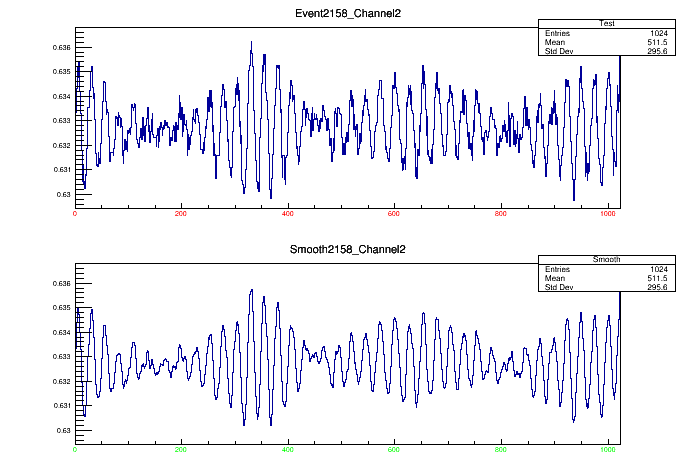 Event2158_Channel2
Test
Entries 1024
Mean 511.5
Std Dev 295.6
0.636
0.635
0.634
0.633
0.632
0.631
0.63
0 200 400 600 800 1000
Smooth2158_Channel2
Smooth
Entries 1024
Mean 511.5
Std Dev 295.6
0.636
0.635
0.634
0.633
0.632
0.631
0.63
0 200 400 600 800 1000